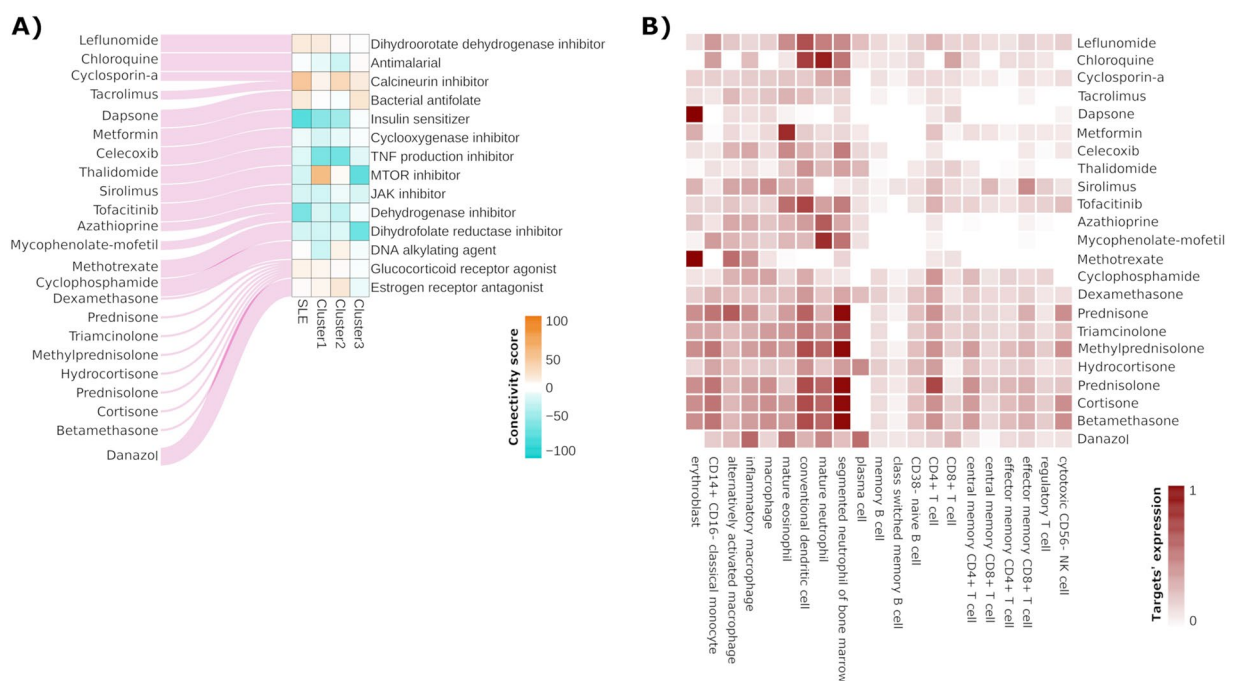 A)
Leflunomide
Chloroquine
Cyclosporin-a
Tacrolimus
Dapsone
Metformin
Celecoxib
Thalidomide
Sirolimus
Tofacitinib
Azathioprine
Mycophenolate-mofetil
Methotrexate
Cyclophosphamide
Dexamethasone
Prednisone
Triamcinolone
Methylprednisolone
Hydrocortisone
Prednisolone
Cortisone
Betamethasone
Danazol
Dihydroorotate dehydrogenase inhibitor
Antimalarial
Calcineurin inhibitor
Bacterial antifolate
Insulin sensitizer
Cyclooxygenase inhibitor
TNF production inhibitor
MTOR inhibitor
JAK inhibitor
Dehydrogenase inhibitor
Dihydrofolate reductase inhibitor
DNA alkylating agent
Glucocorticoid receptor agonist
Estrogen receptor antagonist
SLE
Cluster1
Cluster2
Cluster3
Conectivity score
100
50
0
−50
−100
B)
Leflunomide
Chloroquine
Cyclosporin-a
Tacrolimus
Dapsone
Metformin
Celecoxib
Thalidomide
Sirolimus
Tofacitinib
Azathioprine
Mycophenolate-mofetil
Methotrexate
Cyclophosphamide
Dexamethasone
Prednisone
Triamcinolone
Methylprednisolone
Hydrocortisone
Prednisolone
Cortisone
Betamethasone
Danazol
erythroblast
CD14+ CD16- classical monocyte
alternatively activated macrophage
inflammatory macrophage
macrophage
mature eosinophil
conventional dendritic cell
mature neutrophil
segmented neutrophil of bone marrow
plasma cell
memory B cell
class switched memory B cell
CD38- naive B cell
CD4+ T cell
CD8+ T cell
central memory CD4+ T cell
central memory CD8+ T cell
effector memory CD4+ T cell
effector memory CD8+ T cell
regulatory T cell
cytotoxic CD56- NK cell
Targets' expression
1
0